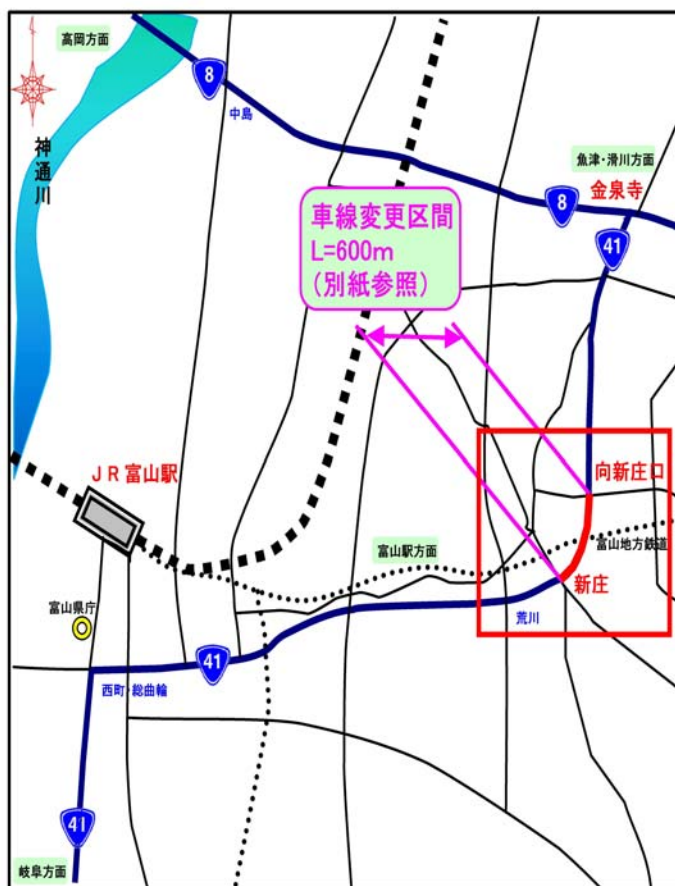 高岡方面
8
中島
神通川
魚津・滑川方面
金泉寺
8
41
車線変更区間
L=600m
(別紙参照)
JR富山駅
向新庄口
富山駅方面
富山地方鉄道
新庄
富山県庁
荒川
41
西町・総曲輪
41
岐阜方面